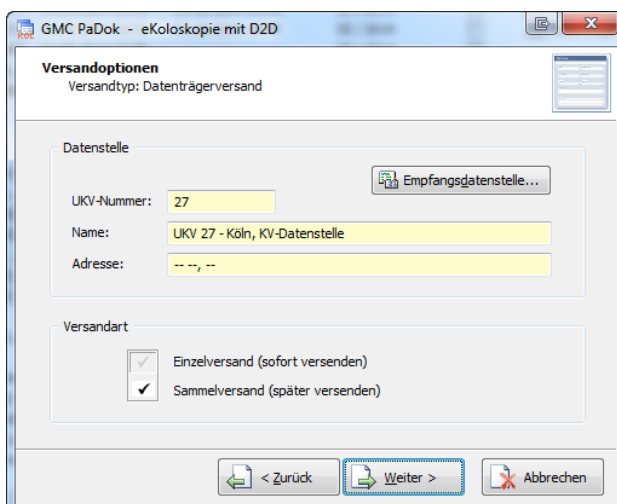 GMC PaDok - eKoloskopie mit D2D
Versandoptionen
Versandtyp: Datenträgerversand
Datenstelle
Empfangsdatenstelle...
UKV-Nummer: 27
Name: UKV 27 - Köln, KV-Datenstelle
Adresse: -- --, --
Versandart
Einzelversand (sofort versenden)
Sammelversand (später versenden)
< Zurück
Weiter >
Abbrechen